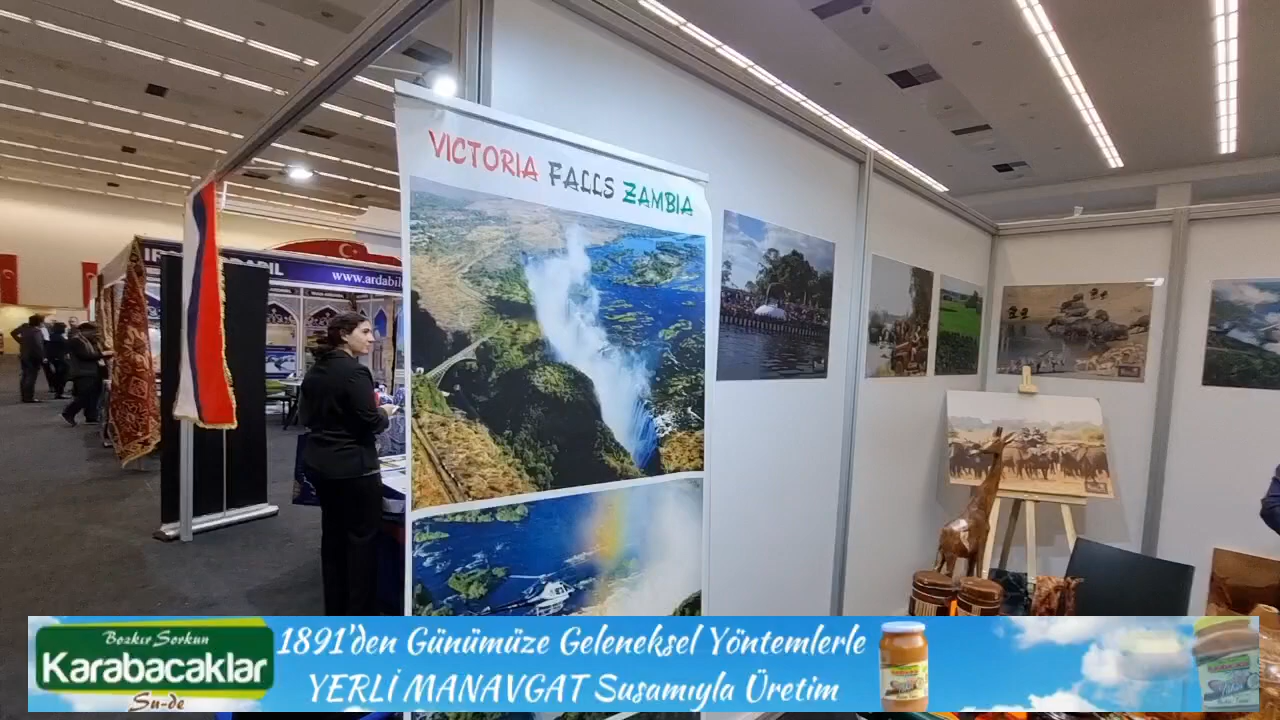 VICTORIA FALLS ZAMBIA
www.ardabil
Bozkır Sorkun
Karabacaklar
Su-de
1891'den Günümüze Geleneksel Yöntemlerle
YERLİ MANAVGAT Susamıyla Üretim